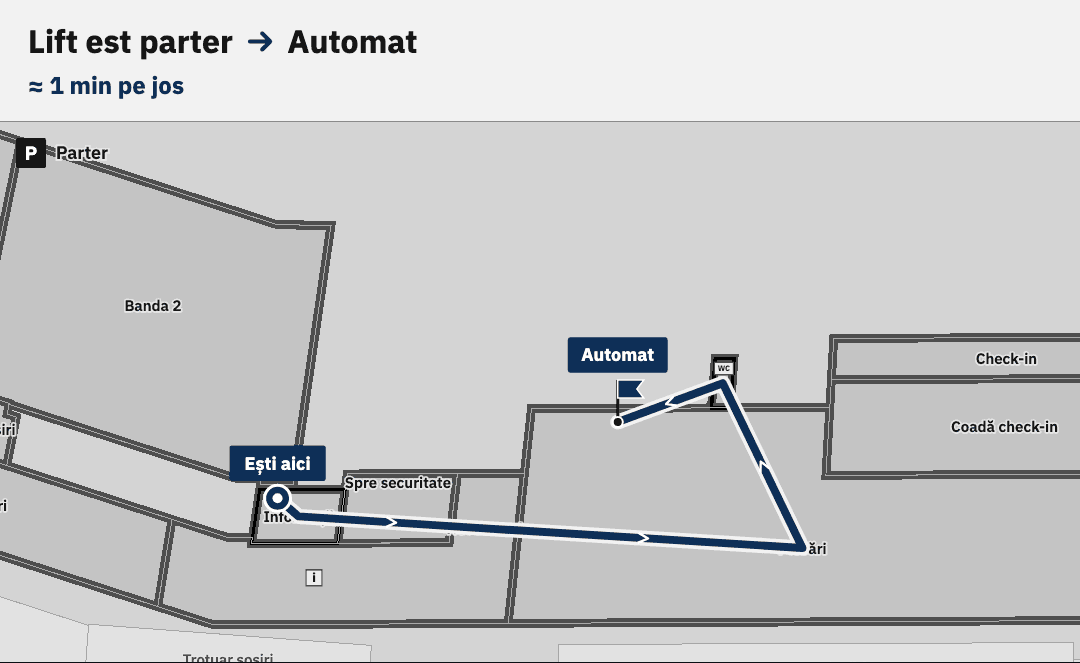 Lift est parter → Automat
≈ 1 min pe jos
P Parter
Banda 2
Automat
WC
Check-in
Coadă check-in
Ești aici
Spre securitate
Info
i
Trotuar sosiri